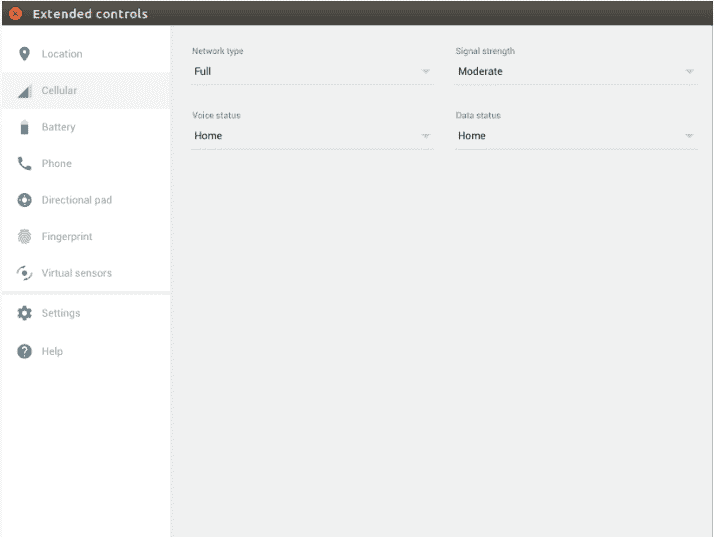 Extended controls
Location
Cellular
Battery
Phone
Directional pad
Fingerprint
Virtual sensors
Settings
Help
Network type
Full
Signal strength
Moderate
Voice status
Home
Data status
Home